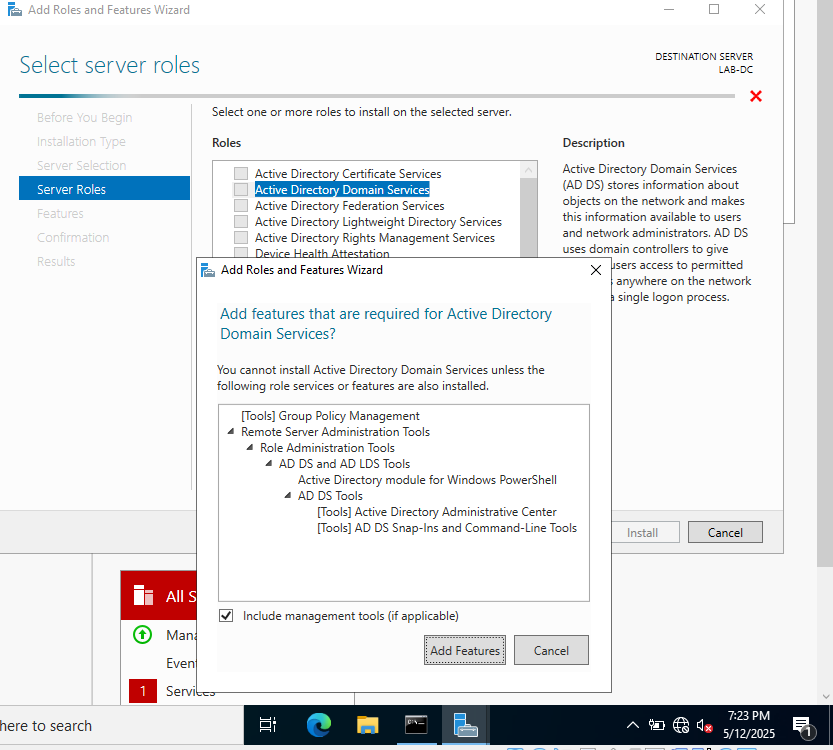 Add Roles and Features Wizard
Select server roles
DESTINATION SERVER
LAB-DC
Before You Begin
Installation Type
Server Selection
Server Roles
Features
Confirmation
Results
Select one or more roles to install on the selected server.
Roles
Active Directory Certificate Services
Active Directory Domain Services
Active Directory Federation Services
Active Directory Lightweight Directory Services
Active Directory Rights Management Services
Device Health Attestation
Description
Active Directory Domain Services
(AD DS) stores information about
objects on the network and makes
this information available to users
and network administrators. AD DS
uses domain controllers to give
users access to permitted
anywhere on the network
single logon process.
Add Roles and Features Wizard
Add features that are required for Active Directory
Domain Services?
You cannot install Active Directory Domain Services unless the
following role services or features are also installed.
[Tools] Group Policy Management
Remote Server Administration Tools
Role Administration Tools
AD DS and AD LDS Tools
Active Directory module for Windows PowerShell
AD DS Tools
[Tools] Active Directory Administrative Center
[Tools] AD DS Snap-Ins and Command-Line Tools
Include management tools (if applicable)
Add Features
Cancel
Install
Cancel
All S
Mana
Event
1 Services
here to search
7:23 PM
5/12/2025
1